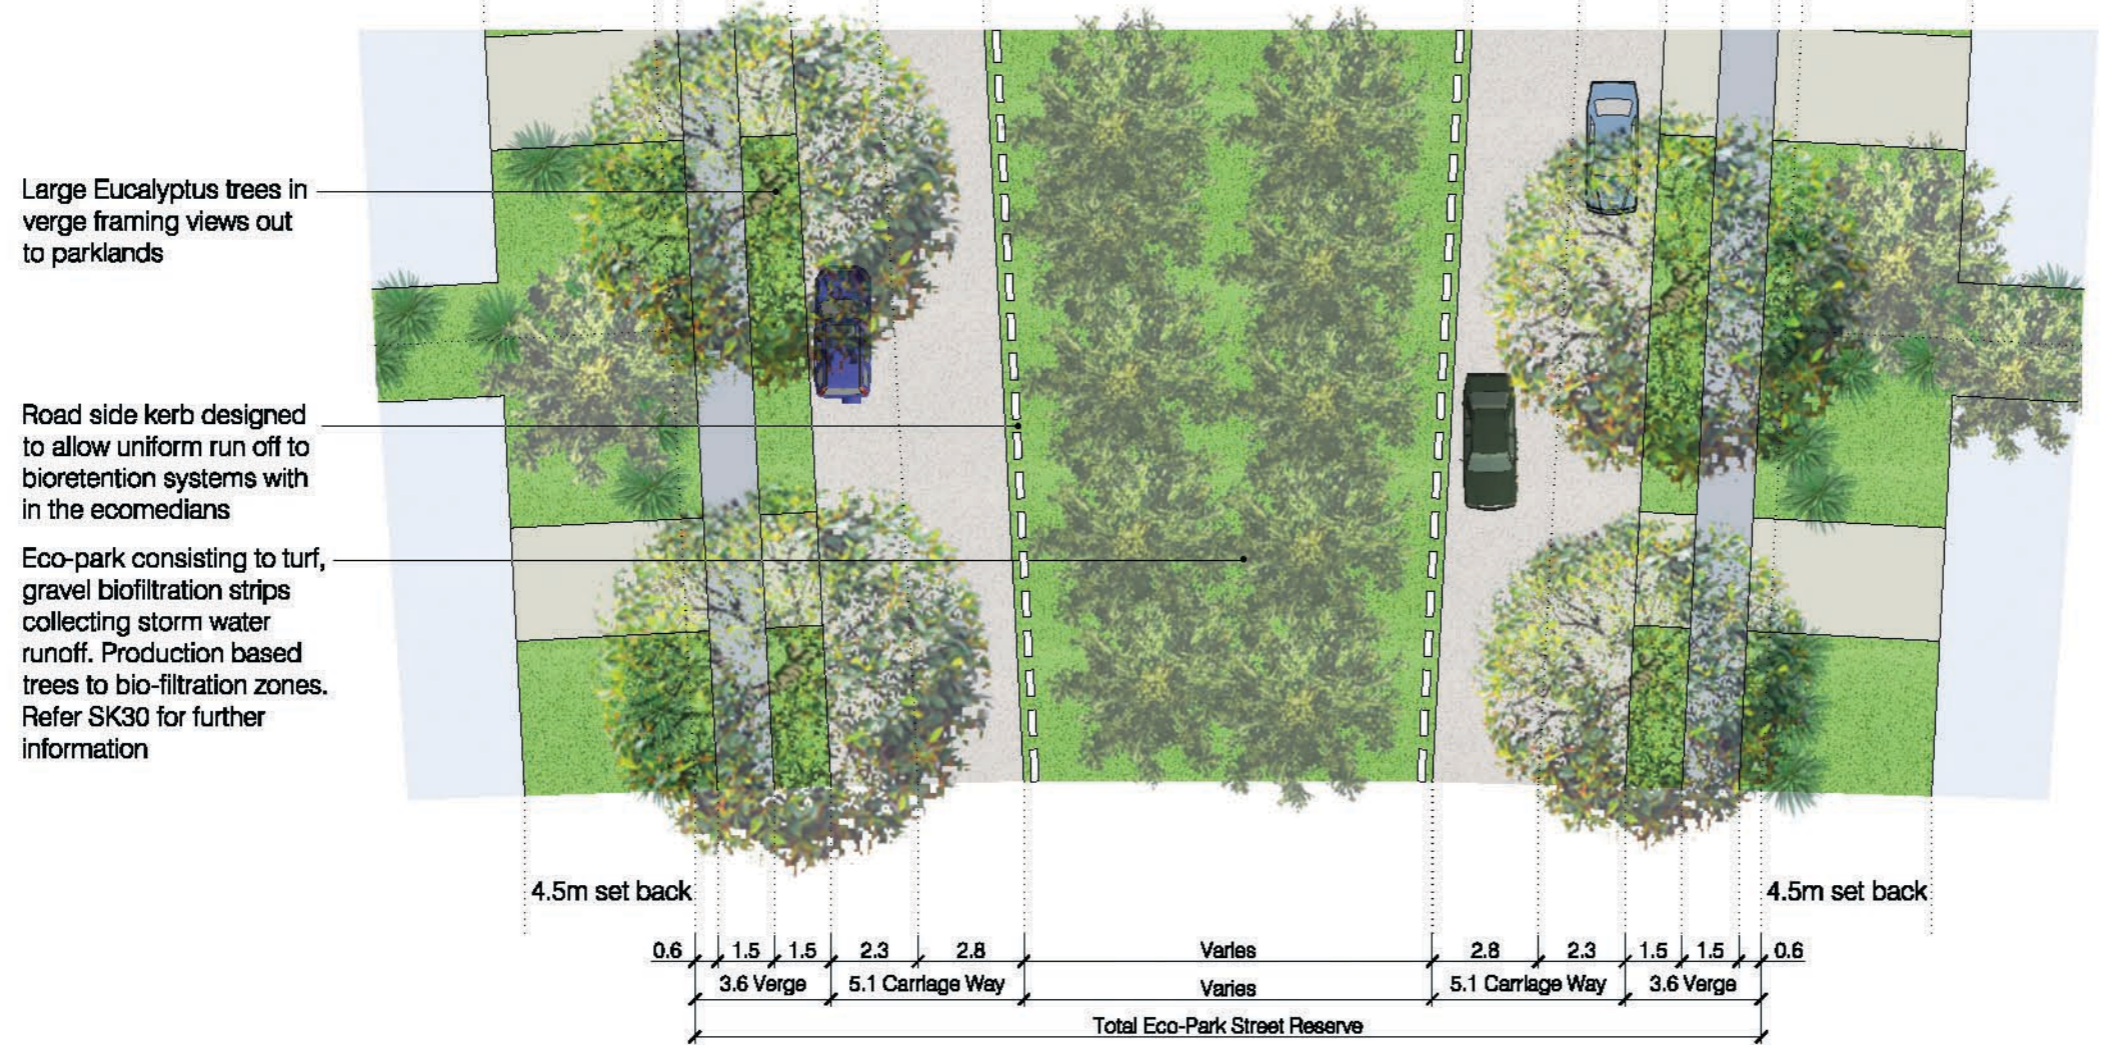 Large Eucalyptus trees in
verge framing views out
to parklands
Road side kerb designed
to allow uniform run off to
bioretention systems with
in the ecomedians
Eco-park consisting to turf,
gravel biofiltration strips
collecting storm water
runoff. Production based
trees to bio-filtration zones.
Refer SK30 for further
information
4.5m set back
4.5m set back
0.6 1.5 1.5 2.3 2.8 Varies 2.8 2.3 1.5 1.5 0.6
3.6 Verge 5.1 Carriage Way Varies 5.1 Carriage Way 3.6 Verge
Total Eco-Park Street Reserve